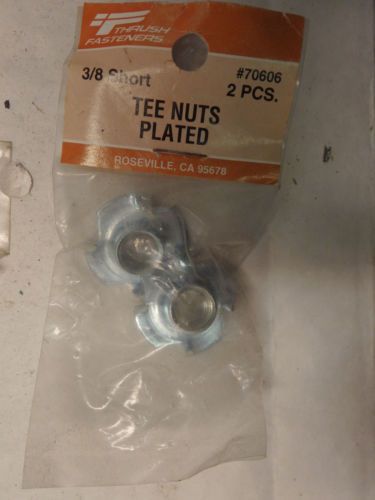 THRUSH
FASTENERS
3/8 Short
#70606
2 PCS.
TEE NUTS
PLATED
ROSEVILLE, CA 95678